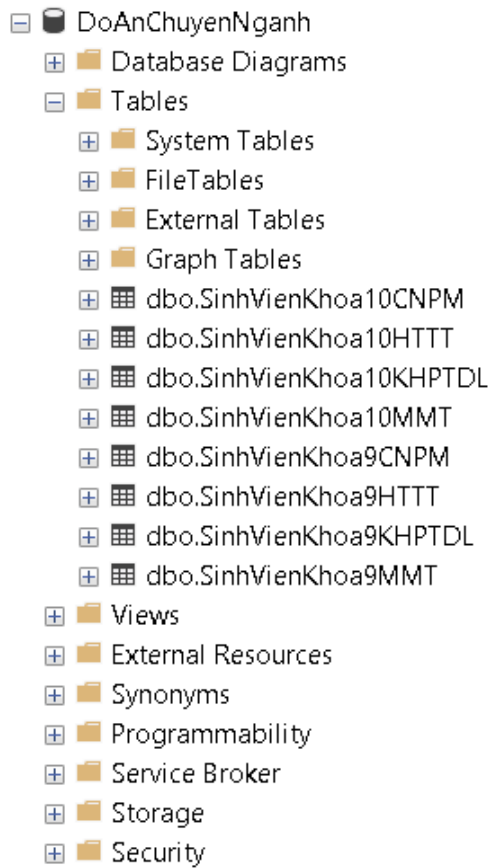 DoAnChuyenNganh
Database Diagrams
Tables
System Tables
FileTables
External Tables
Graph Tables
dbo.SinhVienKhoa10CNPM
dbo.SinhVienKhoa10HTTT
dbo.SinhVienKhoa10KHPTDL
dbo.SinhVienKhoa10MMT
dbo.SinhVienKhoa9CNPM
dbo.SinhVienKhoa9HTTT
dbo.SinhVienKhoa9KHPTDL
dbo.SinhVienKhoa9MMT
Views
External Resources
Synonyms
Programmability
Service Broker
Storage
Security